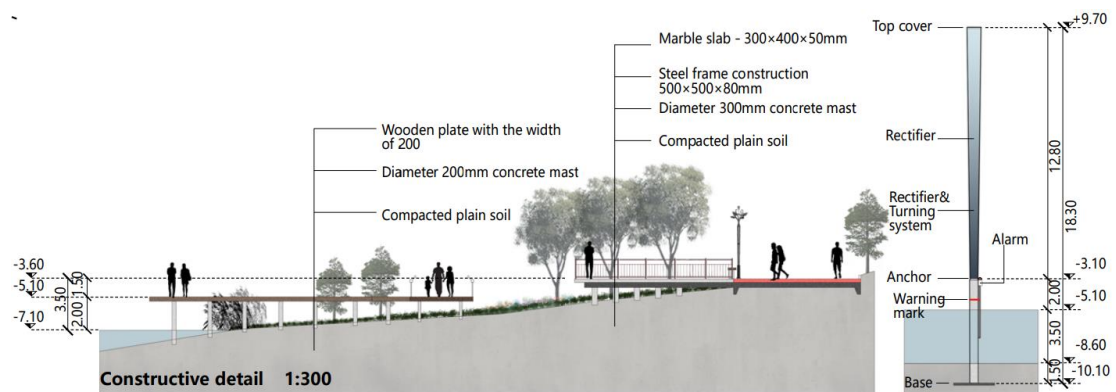 Marble slab - 300×400×50mm
Steel frame construction
500×500×80mm
Diameter 300mm concrete mast
Compacted plain soil
Wooden plate with the width
of 200
Diameter 200mm concrete mast
Compacted plain soil
-3.60
-5.10
-7.10
3.50
1.50
2.00
Constructive detail 1:300
Top cover
+9.70
Rectifier
12.80
Rectifier&
Turning
system
18.30
Alarm
Anchor
-3.10
Warning
mark
2.00
-5.10
3.50
-8.60
1.50
-10.10
Base